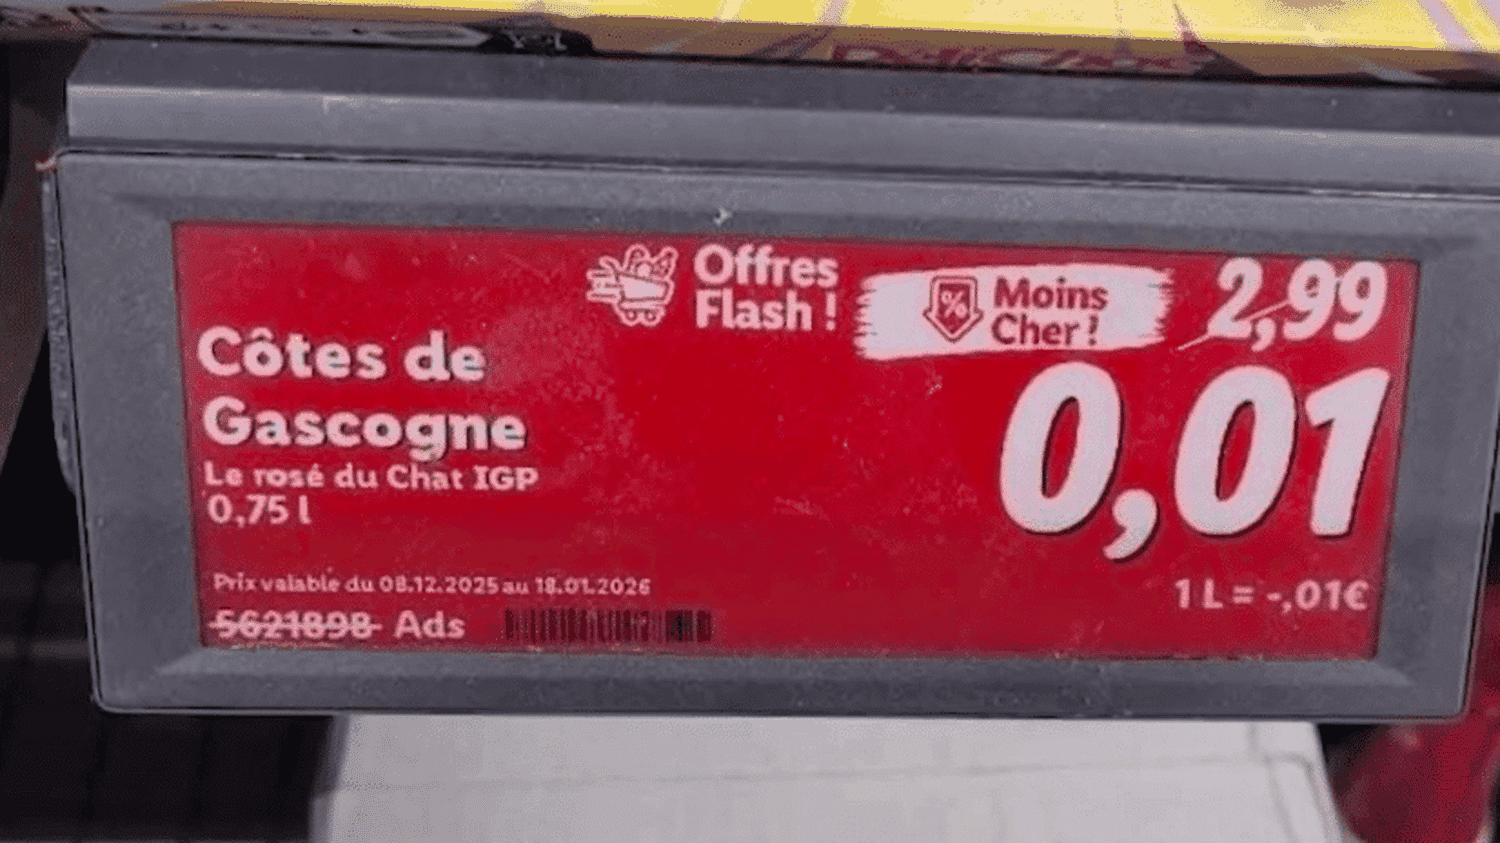 Offres
Flash !
Moins
Cher !
2,99
0,01
Côtes de
Gascogne
Le rosé du Chat IGP
0,75 l
1 L = -,01€
Prix valable du 08.12.2025 au 18.01.2026
5621898 Ads